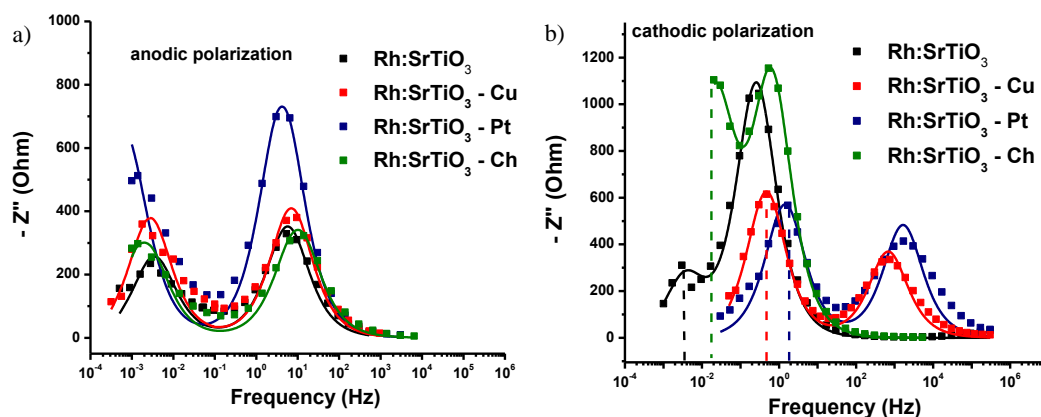 a)
anodic polarization
Rh:SrTiO₃
Rh:SrTiO₃ - Cu
Rh:SrTiO₃ - Pt
Rh:SrTiO₃ - Ch
- Z'' (Ohm)
1000
800
600
400
200
0
10⁻⁴ 10⁻³ 10⁻² 10⁻¹ 10⁰ 10¹ 10² 10³ 10⁴ 10⁵ 10⁶
Frequency (Hz)
b)
cathodic polarization
Rh:SrTiO₃
Rh:SrTiO₃ - Cu
Rh:SrTiO₃ - Pt
Rh:SrTiO₃ - Ch
- Z'' (Ohm)
1200
1000
800
600
400
200
0
10⁻⁴ 10⁻² 10⁰ 10² 10⁴ 10⁶
Frequency (Hz)